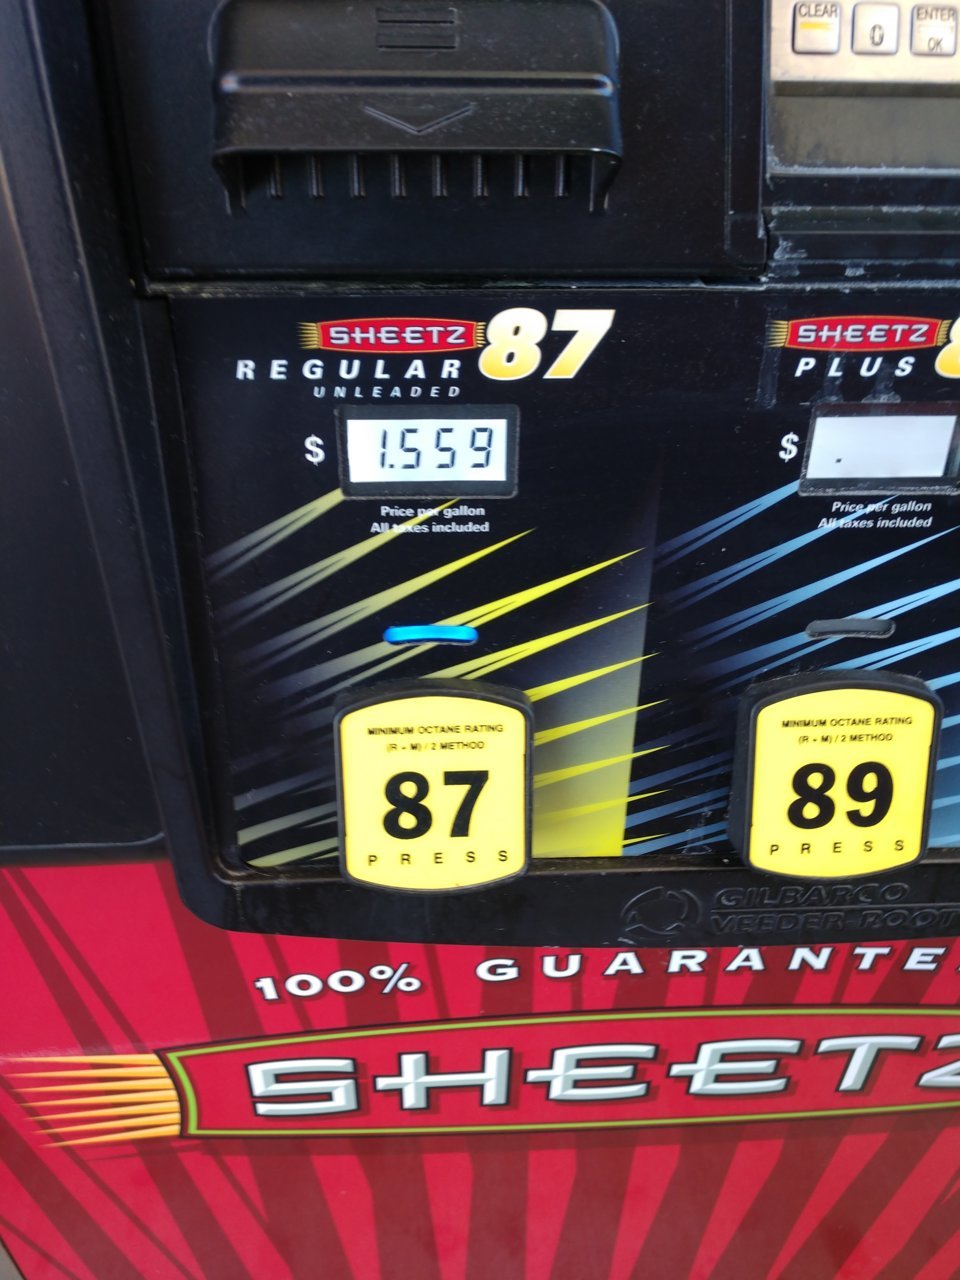 CLEAR
0
ENTER
OK
SHEETZ 87
REGULAR
UNLEADED
$ 1.559
Price per gallon
All taxes included
SHEETZ 8
PLUS
$ .
Price per gallon
All taxes included
MINIMUM OCTANE RATING
(R + M) / 2 METHOD
87
PRESS
MINIMUM OCTANE RATING
(R + M) / 2 METHOD
89
PRESS
GILBARCO
VEEDER-ROOT
100% GUARANTE
SHEETZ